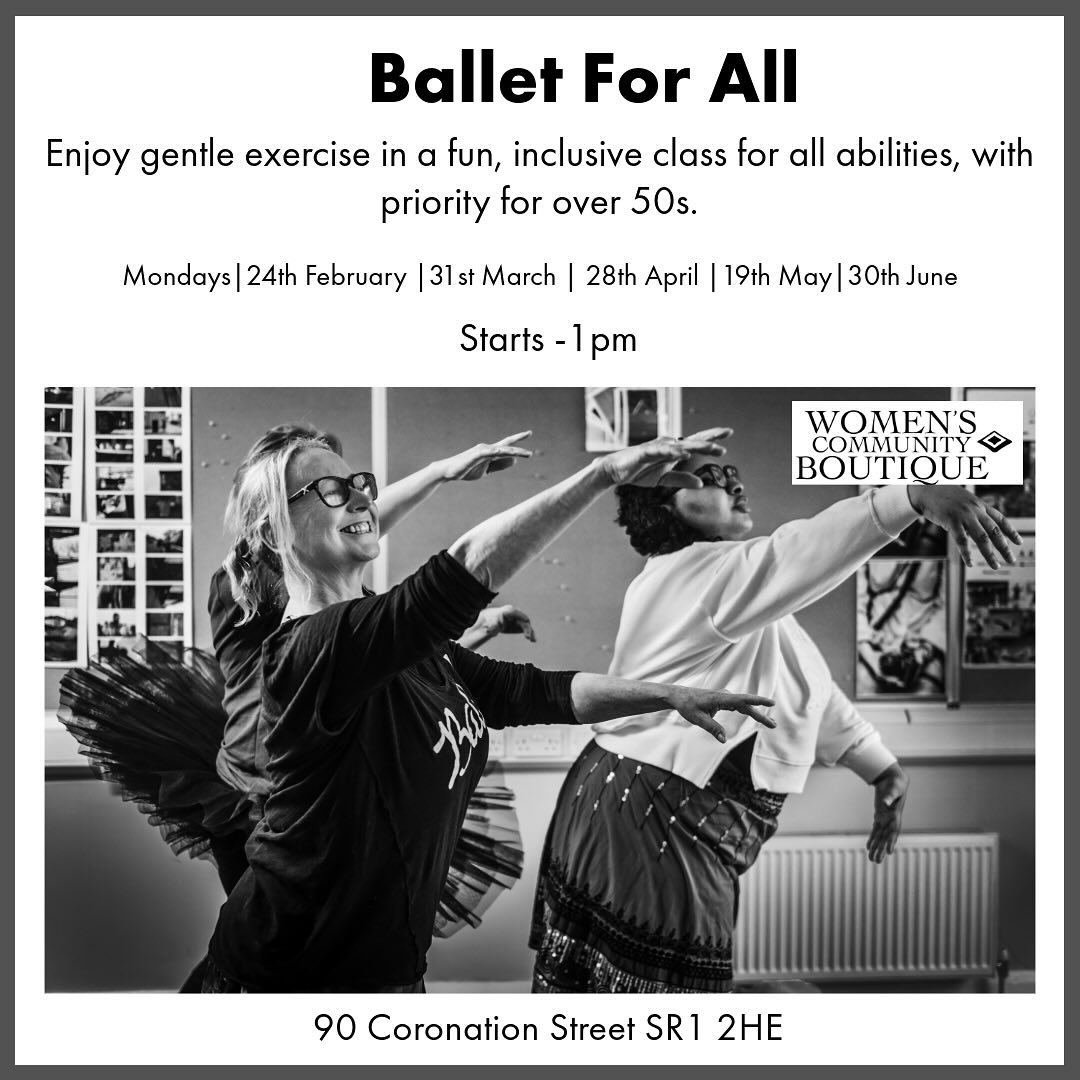 Ballet For All
Enjoy gentle exercise in a fun, inclusive class for all abilities, with
priority for over 50s.
Mondays|24th February |31st March | 28th April |19th May|30th June
Starts -1pm
WOMEN'S
COMMUNITY
BOUTIQUE
90 Coronation Street SR1 2HE